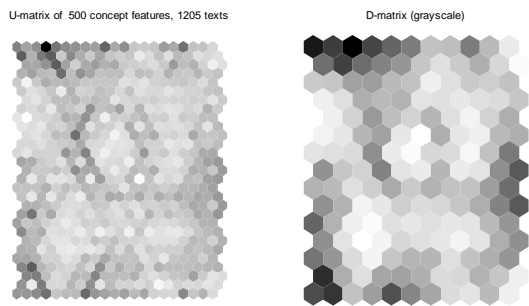 U-matrix of 500 concept features, 1205 texts
D-matrix (grayscale)